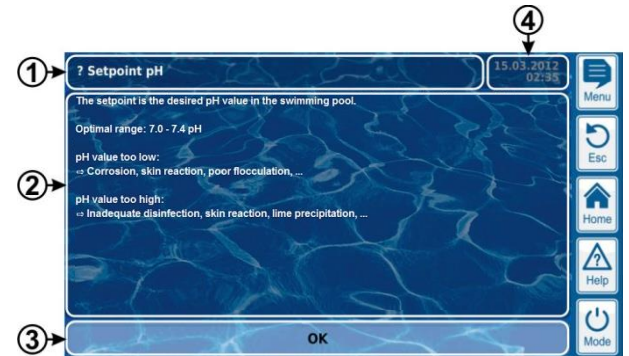 4
1
? Setpoint pH
15.03.2012
02:35
Menu
2
The setpoint is the desired pH value in the swimming pool.
Optimal range: 7.0 - 7.4 pH
pH value too low:
⇨ Corrosion, skin reaction, poor flocculation, ...
pH value too high:
⇨ Inadequate disinfection, skin reaction, lime precipitation, ...
Esc
Home
?
Help
3
OK
Mode